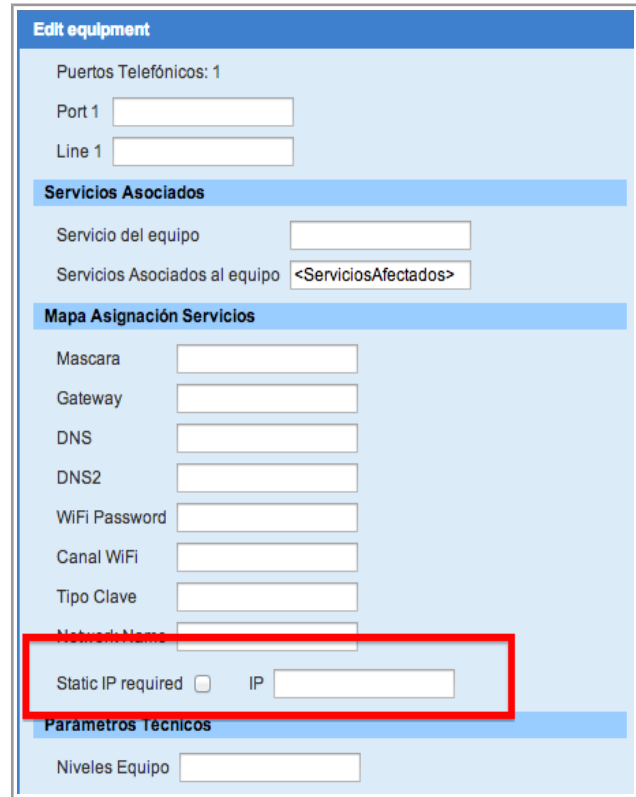 Edit equipment
Puertos Telefónicos: 1
Port 1
Line 1
Servicios Asociados
Servicio del equipo
Servicios Asociados al equipo <ServiciosAfectados>
Mapa Asignación Servicios
Mascara
Gateway
DNS
DNS2
WiFi Password
Canal WiFi
Tipo Clave
Network Name
Static IP required IP
Parámetros Técnicos
Niveles Equipo